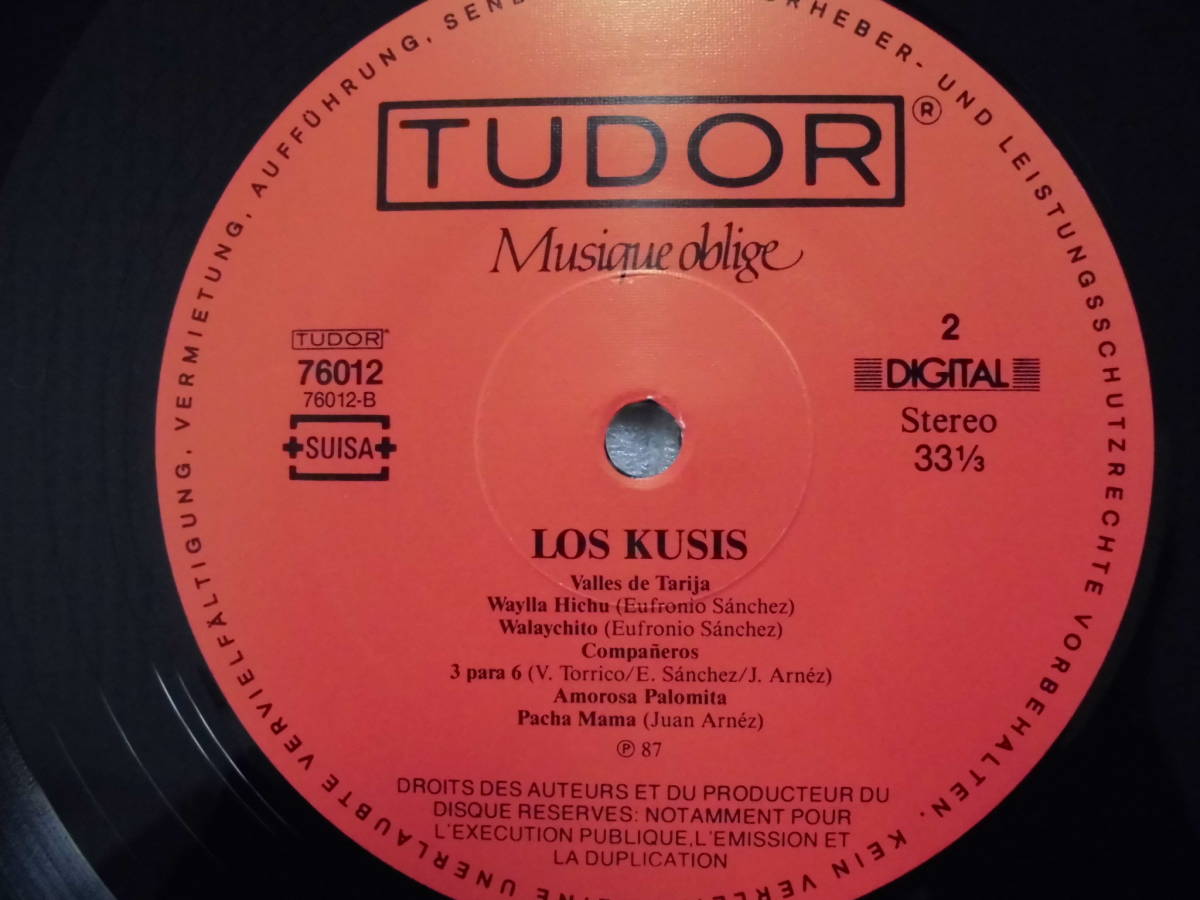 TUDOR ®
Musique oblige
TUDOR
76012
76012-B
SUISA
2
DIGITAL
Stereo
33⅓
LOS KUSIS
Valles de Tarija
Waylla Hichu (Eufronio Sánchez)
Walaychito (Eufronio Sánchez)
Compañeros
3 para 6 (V. Torrico/E. Sánchez/J. Arnéz)
Amorosa Palomita
Pacha Mama (Juan Arnéz)
℗ 87
DROITS DES AUTEURS ET DU PRODUCTEUR DU
DISQUE RESERVES: NOTAMMENT POUR
L'EXECUTION PUBLIQUE, L'EMISSION ET
LA DUPLICATION
UND LEISTUNGSSCHUTZRECHTE VORBEHALTEN. KEIN
UNERLAUBTE VERVIELFÄLTIGUNG, VERMIETUNG, AUFFÜHRUNG,